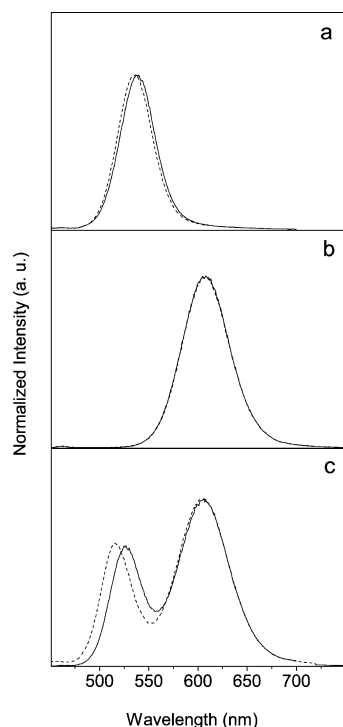 a
b
c
Normalized Intensity (a. u.)
500 550 600 650 700
Wavelength (nm)